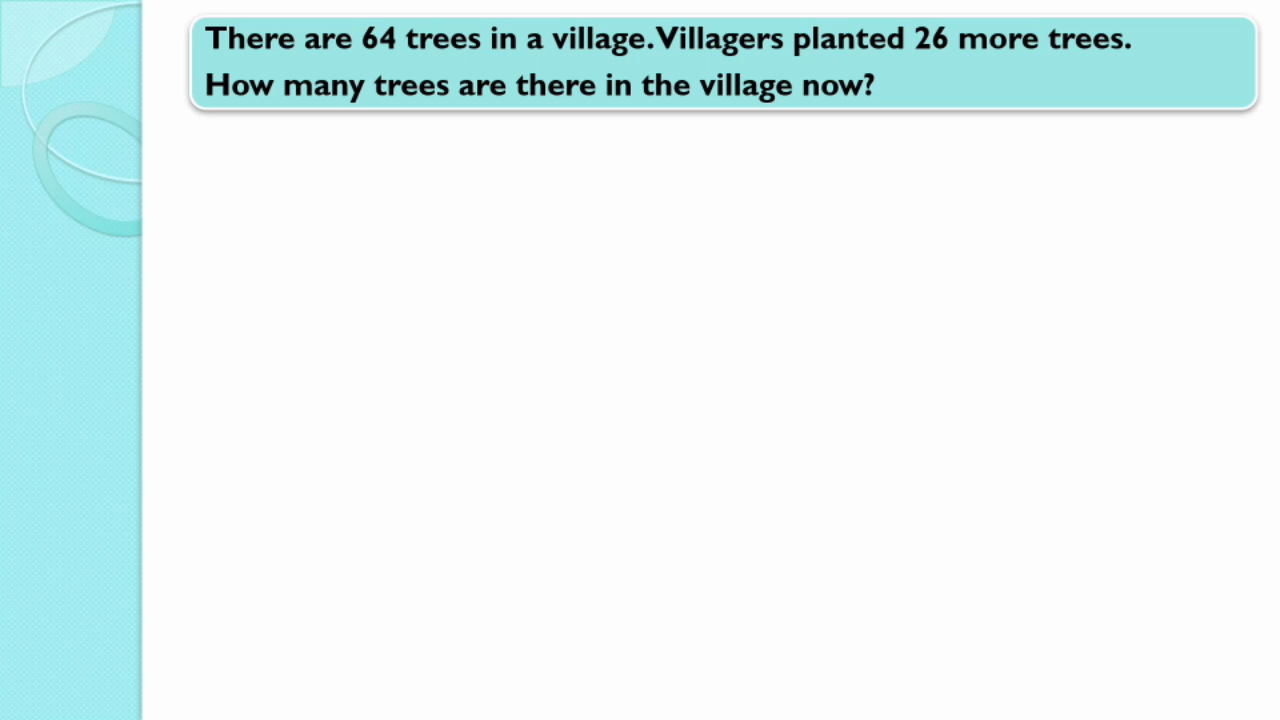 There are 64 trees in a village. Villagers planted 26 more trees.
How many trees are there in the village now?